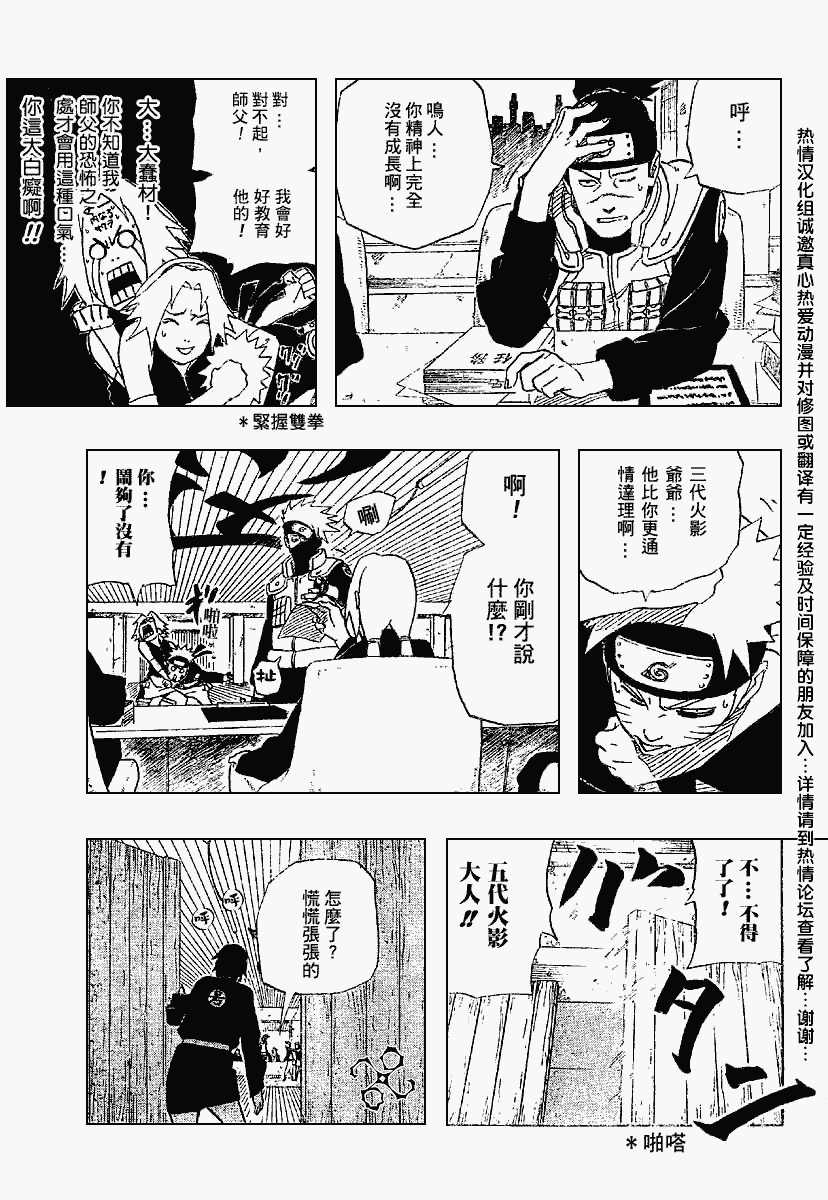 呼…
鳴人…
你精神上完全
沒有成長啊…
對…
對不起，
師父！
我會好
好教育
他的！
大…大蠢材！
你不知道我
師父的恐怖之
處才會用這種口氣…
你這大白癡啊!!
＊緊握雙拳
三代火影
爺爺…
他比你更通
情達理啊…
啊！
你剛才說
什麼!?
唰
你…
鬧夠了沒有
！
啪啦
扯
不…不得
了了！
五代火影
大人!!
バタン
＊啪嗒
怎麼了？
慌慌張張的
呼
呼
热情汉化组诚邀真心热爱动漫并对修图或翻译有一定经验及时间保障的朋友加入…详情请到热情论坛查看了解…谢谢…